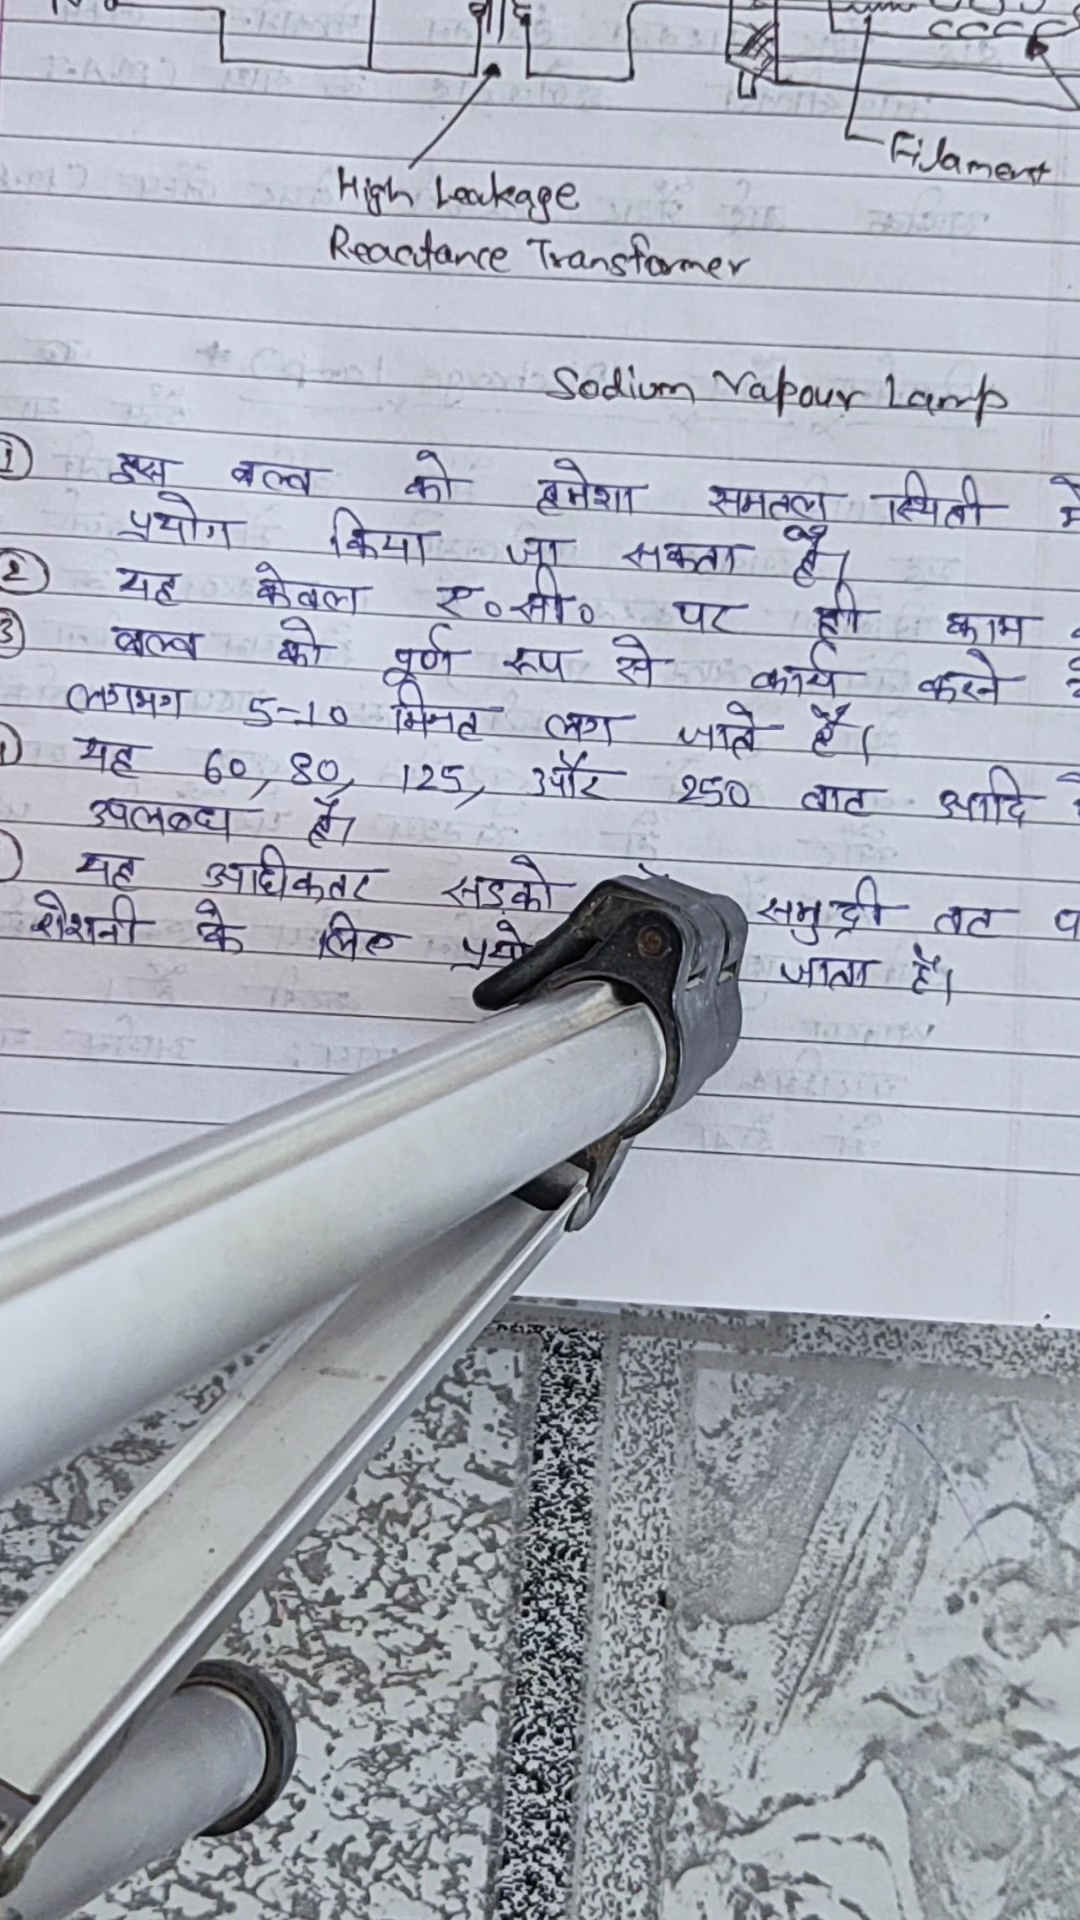 Filament
High Leakage
Reactance Transformer
Sodium Vapour Lamp
① इस बल्ब को हमेशा समतल स्थिती में
प्रयोग किया जा सकता है।
② यह केवल ए०सी० पर ही काम
③ बल्ब को पूर्ण रूप से कार्य करने
लगभग 5-10 मिनट लग जाते हैं।
यह 60, 80, 125, और 250 वाट आदि
उपलब्ध हैं।
यह अधिकतर सड़को समुद्री तट
रोशनी के लिए जाता है।